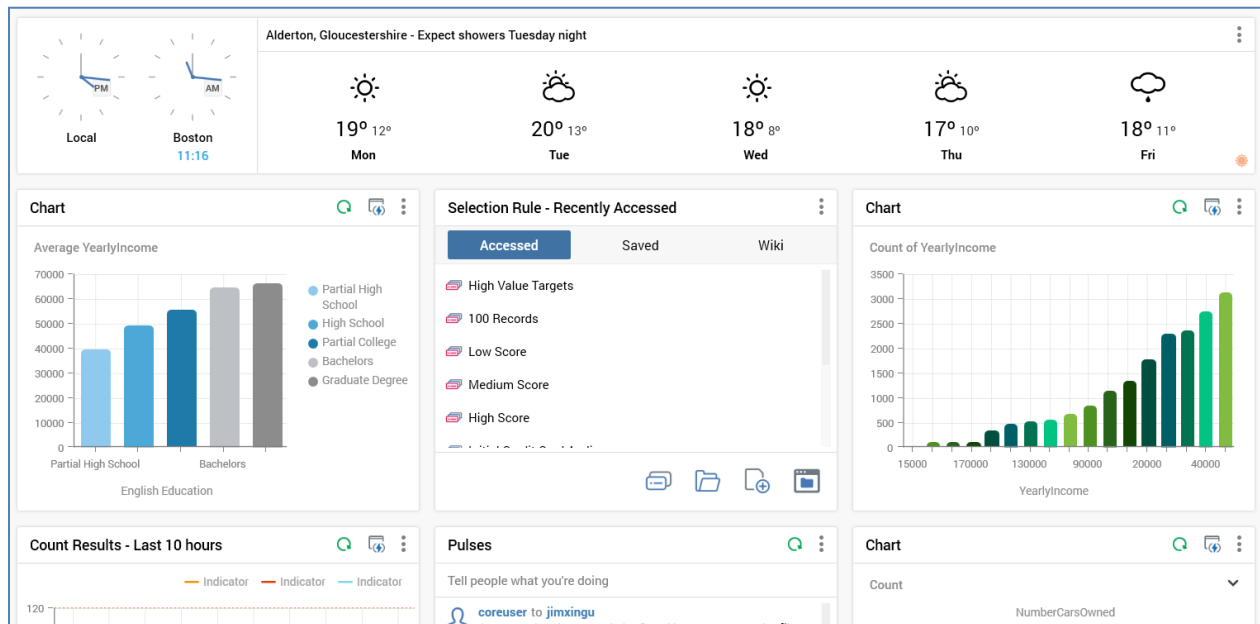 Alderton, Gloucestershire - Expect showers Tuesday night
PM
AM
Local
Boston
11:16
19º 12º
20º 13º
18º 8º
17º 10º
18º 11º
Mon
Tue
Wed
Thu
Fri
Chart
Average YearlyIncome
70000
60000
50000
40000
30000
20000
10000
0
Partial High School
Bachelors
English Education
Partial High
School
High School
Partial College
Bachelors
Graduate Degree
Selection Rule - Recently Accessed
Accessed Saved Wiki
High Value Targets
100 Records
Low Score
Medium Score
High Score
Chart
Count of YearlyIncome
3500
3000
2500
2000
1500
1000
500
0
15000 170000 130000 90000 20000 40000
YearlyIncome
Count Results - Last 10 hours
Indicator Indicator Indicator
120
Pulses
Tell people what you're doing
coreuser to jimxingu
Chart
Count
NumberCarsOwned